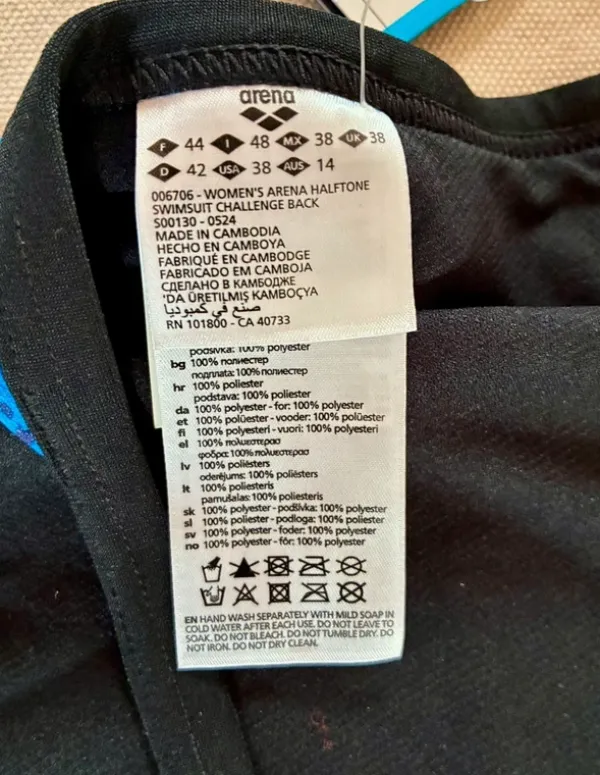 arena
F 44 I 48 MX 38 UK 38
D 42 USA 38 AUS 14
006706 - WOMEN'S ARENA HALFTONE
SWIMSUIT CHALLENGE BACK
S00130 - 0524
MADE IN CAMBODIA
HECHO EN CAMBOYA
FABRIQUÉ EN CAMBODGE
FABRICADO EM CAMBOJA
СДЕЛАНО В КАМБОДЖЕ
'DA ÜRETILMIŞ KAMBOÇYA
صنع في كمبوديا
RN 101800 - CA 40733
podsivka: 100% polyester
bg 100% полиестер
подплата: 100% полиестер
hr 100% poliester
podstava: 100% poliester
da 100% polyester - for: 100% polyester
et 100% polüester - vooder: 100% polüester
fi 100% polyesteri - vuori: 100% polyesteri
el 100% πολυεστερασ
φοδρα: 100% πολυεστερασ
lv 100% poliësters
oderëjums: 100% poliësters
lt 100% poliesteris
pamušalas: 100% poliesteris
sk 100% polyester - podšívka: 100% polyester
sl 100% poliester - podloga: 100% poliester
sv 100% polyester - foder: 100% polyester
no 100% polyester - fôr: 100% polyester
EN HAND WASH SEPARATELY WITH MILD SOAP IN
COLD WATER AFTER EACH USE. DO NOT LEAVE TO
SOAK. DO NOT BLEACH. DO NOT TUMBLE DRY. DO
NOT IRON. DO NOT DRY CLEAN.